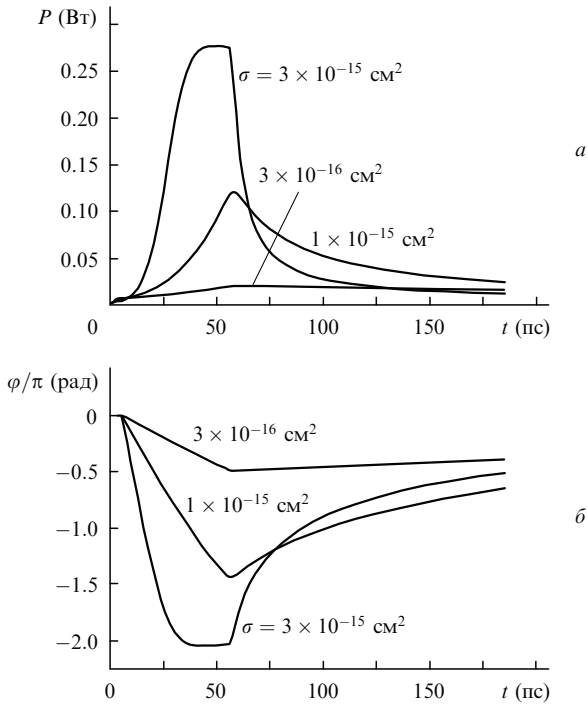 P (Вт)
0.25
σ = 3 × 10⁻¹⁵ см²
0.20
а
0.15
3 × 10⁻¹⁶ см²
0.10
1 × 10⁻¹⁵ см²
0.05
0 50 100 150 t (пс)
φ/π (рад)
0
3 × 10⁻¹⁶ см²
−0.5
1 × 10⁻¹⁵ см²
−1.0
б
−1.5
σ = 3 × 10⁻¹⁵ см²
−2.0
0 50 100 150 t (пс)